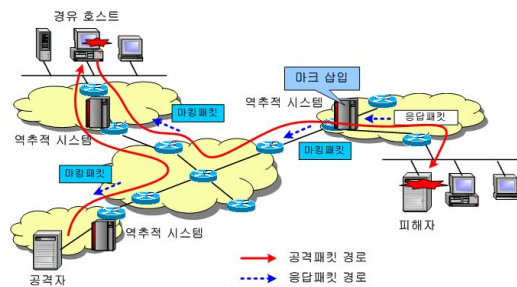 경유 호스트
마크 삽입
역추적 시스템
마킹패킷
응답패킷
역추적 시스템
마킹패킷
마킹패킷
역추적 시스템
피해자
공격자
공격패킷 경로
응답패킷 경로